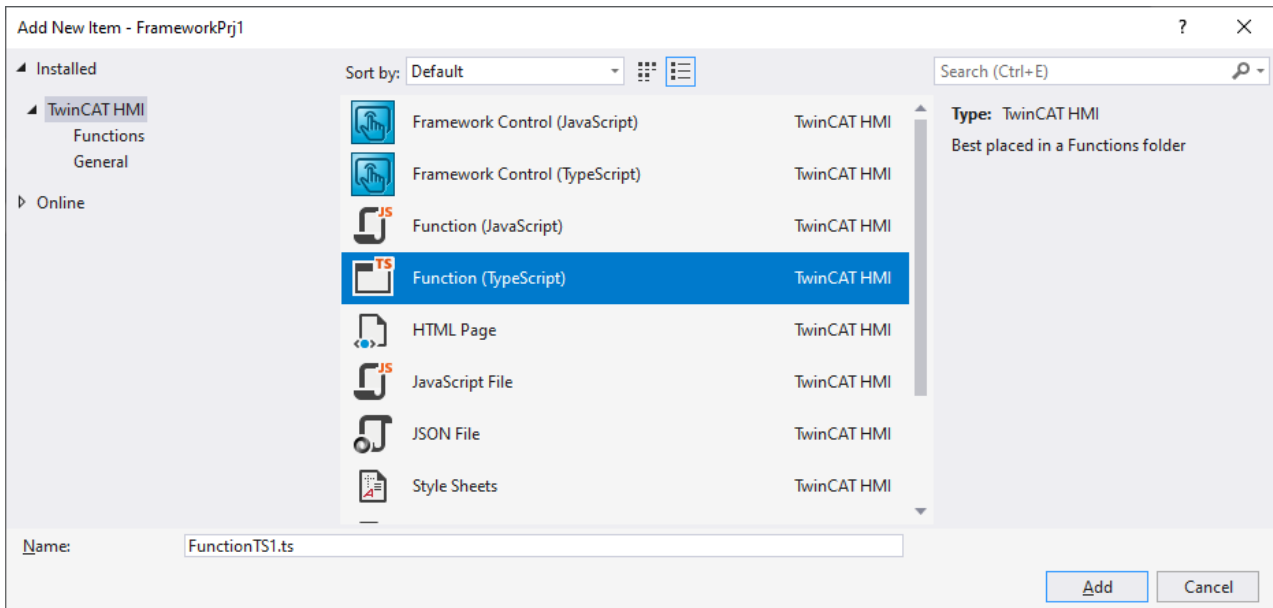 Add New Item - FrameworkPrj1
?
Installed
TwinCAT HMI
Functions
General
Online
Sort by: Default
Search (Ctrl+E)
Framework Control (JavaScript) TwinCAT HMI
Framework Control (TypeScript) TwinCAT HMI
JS Function (JavaScript) TwinCAT HMI
TS Function (TypeScript) TwinCAT HMI
HTML Page TwinCAT HMI
JS JavaScript File TwinCAT HMI
JSON File TwinCAT HMI
A Style Sheets TwinCAT HMI
Type: TwinCAT HMI
Best placed in a Functions folder
Name: FunctionTS1.ts
Add Cancel